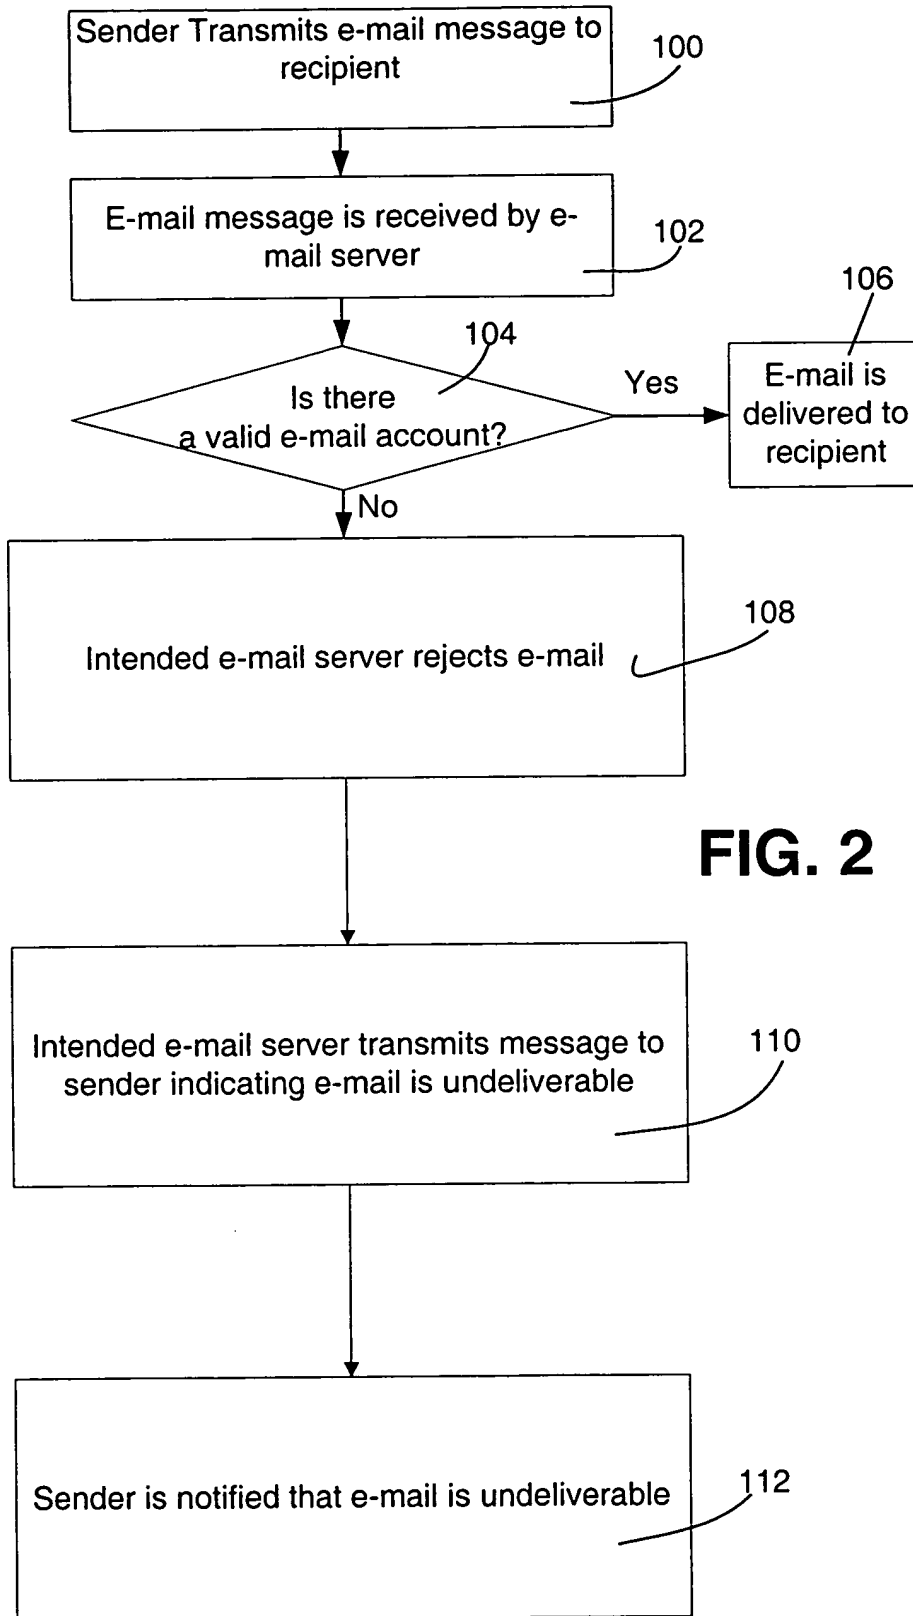 Sender Transmits e-mail message to
recipient
100
E-mail message is received by e-
mail server
102
104
106
Is there
a valid e-mail account?
Yes
E-mail is
delivered to
recipient
No
Intended e-mail server rejects e-mail
108
FIG. 2
Intended e-mail server transmits message to
sender indicating e-mail is undeliverable
110
Sender is notified that e-mail is undeliverable
112